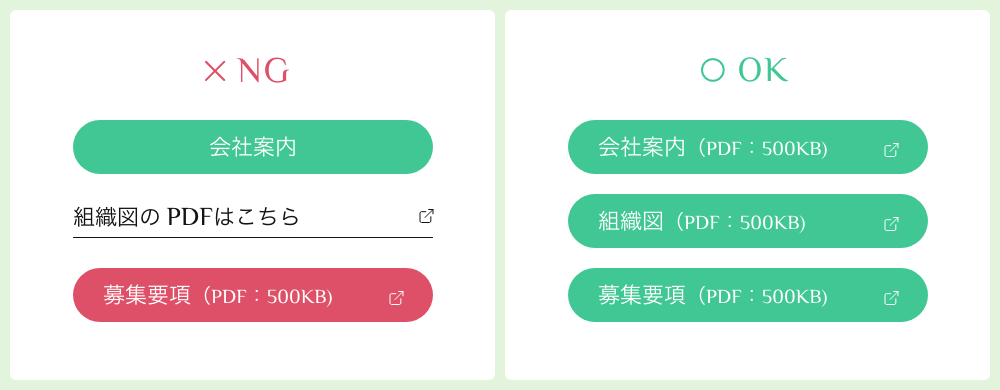 × NG
会社案内
組織図の PDFはこちら
募集要項（PDF：500KB）
○ OK
会社案内（PDF：500KB）
組織図（PDF：500KB）
募集要項（PDF：500KB）